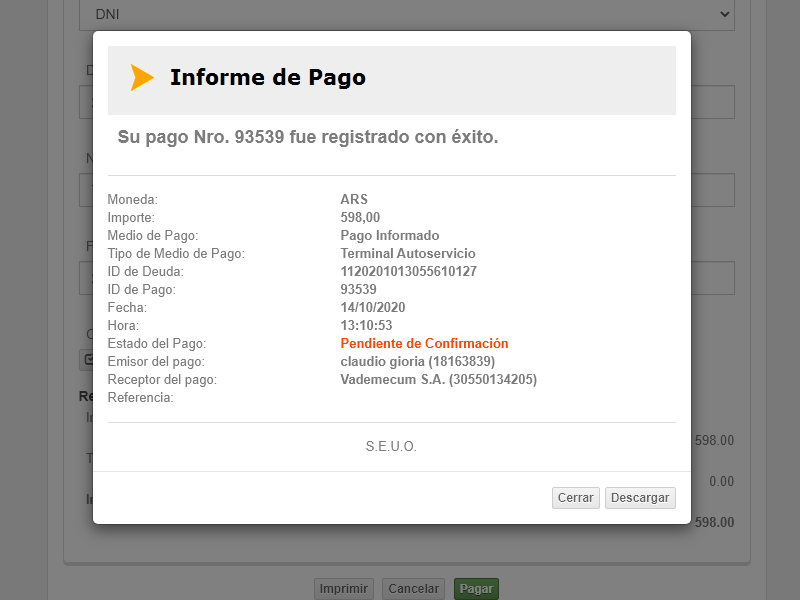 DNI
Informe de Pago
Su pago Nro. 93539 fue registrado con éxito.
Moneda: ARS
Importe: 598,00
Medio de Pago: Pago Informado
Tipo de Medio de Pago: Terminal Autoservicio
ID de Deuda: 1120201013055610127
ID de Pago: 93539
Fecha: 14/10/2020
Hora: 13:10:53
Estado del Pago: Pendiente de Confirmación
Emisor del pago: claudio gioria (18163839)
Receptor del pago: Vademecum S.A. (30550134205)
Referencia:
598.00
S.E.U.O.
0.00
Cerrar Descargar
598.00
Imprimir Cancelar Pagar